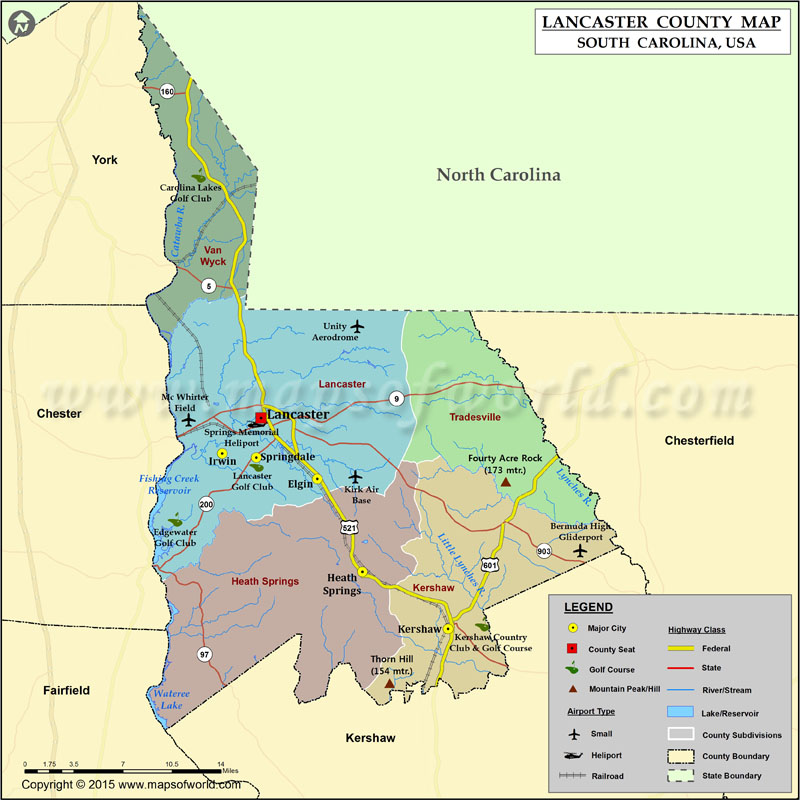 N
LANCASTER COUNTY MAP
SOUTH CAROLINA, USA
160
York
North Carolina
Carolina Lakes
Golf Club
Catawba R.
Van
Wyck
5
Unity
Aerodrome
Lancaster
www.mapsofworld.com
Mc Whirter
Field
9
Chester
Lancaster
Tradesville
Springs Memorial
Heliport
Chesterfield
Irwin
Springdale
Fourty Acre Rock
(173 mtr.)
Lancaster
Golf Club
Elgin
Kirk Air
Base
Fishing Creek
Reservoir
Lynches R.
200
Edgewater
Golf Club
521
Bermuda High
Gliderport
903
Little Lynches R.
601
Heath Springs
Heath
Springs
Kershaw
Kershaw
Kershaw Country
Club & Golf Course
97
Thorn Hill
(154 mtr.)
Fairfield
Wateree
Lake
Kershaw
LEGEND
Major City
County Seat
Golf Course
Mountain Peak/Hill
Airport Type
Small
Heliport
Railroad
Highway Class
Federal
State
River/Stream
Lake/Reservoir
County Subdivisions
County Boundary
State Boundary
0 1.75 3.5 7 10.5 14
Miles
Copyright © 2015 www.mapsofworld.com